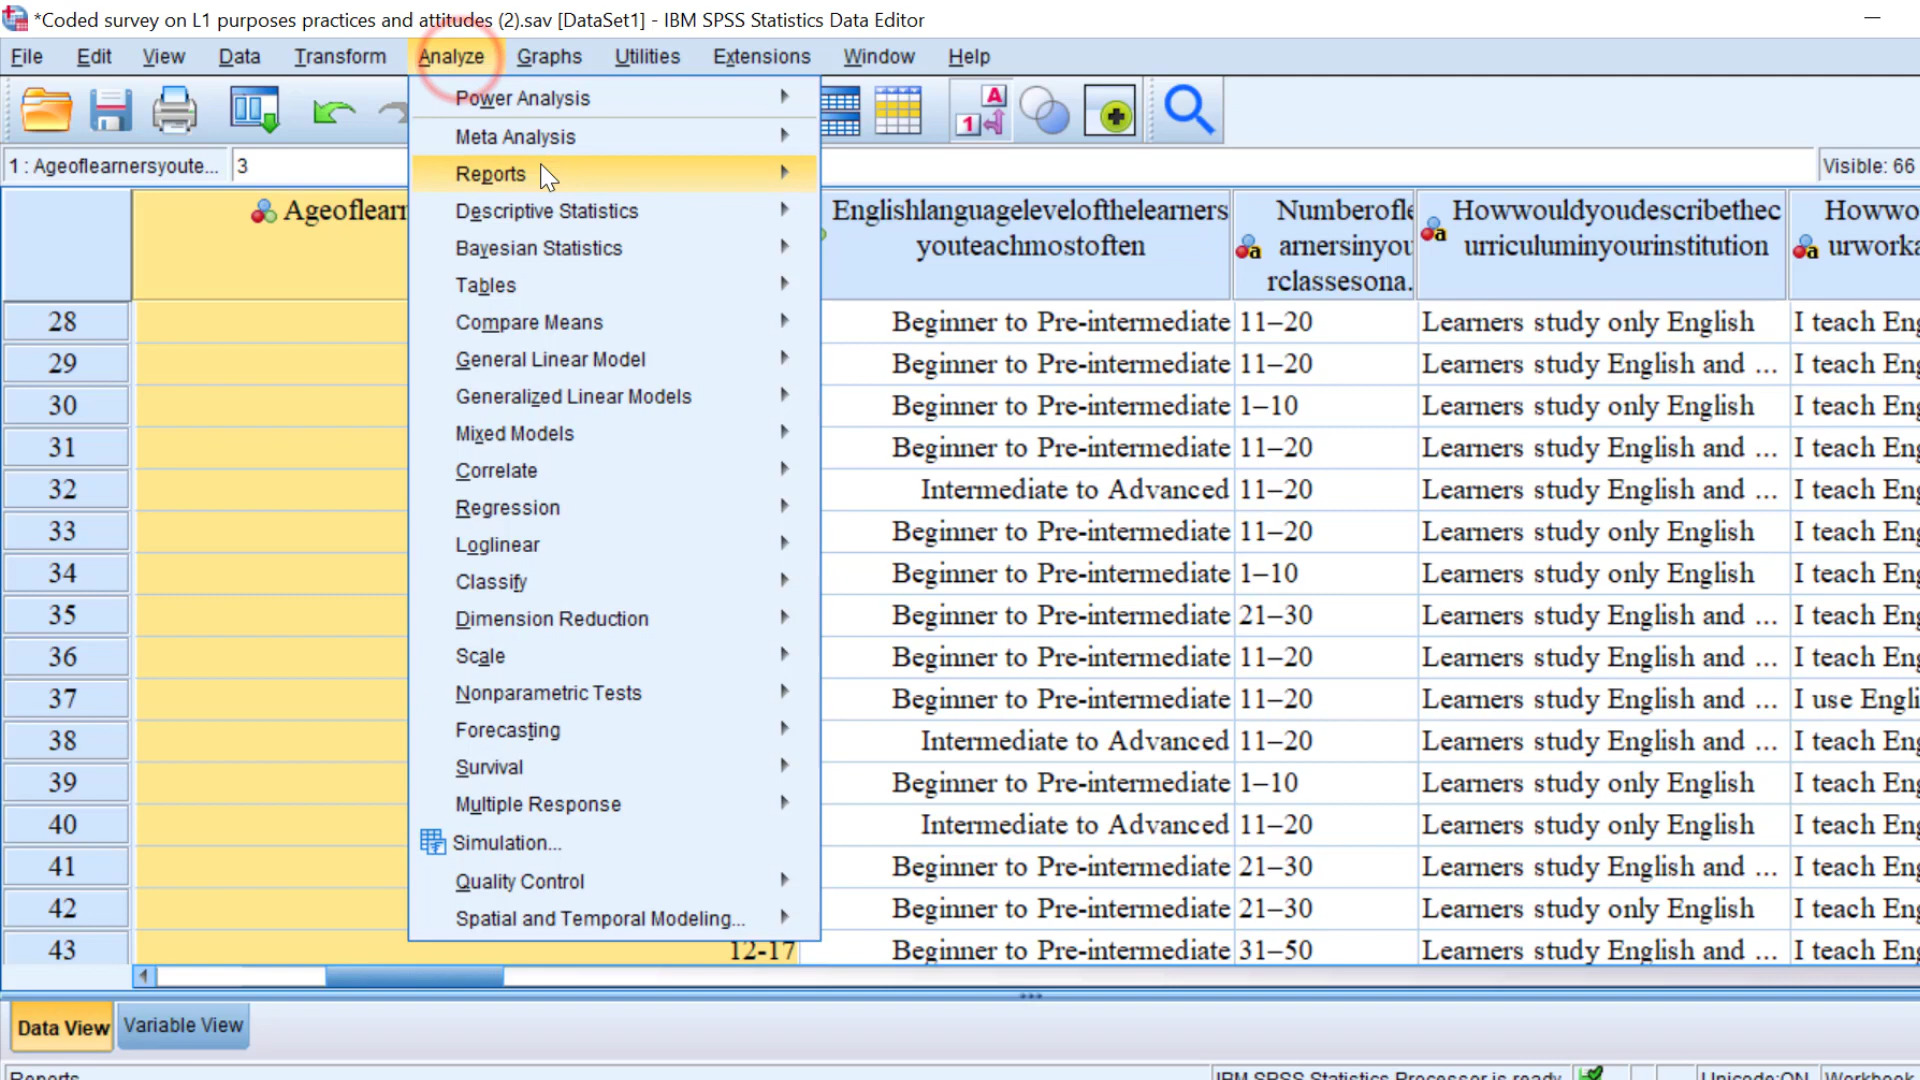 *Coded survey on L1 purposes practices and attitudes (2).sav [DataSet1] - IBM SPSS Statistics Data Editor
File Edit View Data Transform Analyze Graphs Utilities Extensions Window Help
1 : Ageoflearnersyoute... 3 Visible: 66
Power Analysis
Meta Analysis
Reports
Descriptive Statistics
Bayesian Statistics
Tables
Compare Means
General Linear Model
Generalized Linear Models
Mixed Models
Correlate
Regression
Loglinear
Classify
Dimension Reduction
Scale
Nonparametric Tests
Forecasting
Survival
Multiple Response
Simulation...
Quality Control
Spatial and Temporal Modeling...
Ageoflearn
Englishlanguagelevelofthelearners
youteachmostoften
Numberofle
arnersinyou
rclassesona.
Howwouldyoudescribethec
urriculuminyourinstitution
Howwo
urworka
28 Beginner to Pre-intermediate 11–20 Learners study only English I teach Eng
29 Beginner to Pre-intermediate 11–20 Learners study English and ... I teach Eng
30 Beginner to Pre-intermediate 1–10 Learners study only English I teach Eng
31 Beginner to Pre-intermediate 11–20 Learners study English and ... I teach Eng
32 Intermediate to Advanced 11–20 Learners study English and ... I teach Eng
33 Beginner to Pre-intermediate 11–20 Learners study only English I teach Eng
34 Beginner to Pre-intermediate 1–10 Learners study only English I teach Eng
35 Beginner to Pre-intermediate 21–30 Learners study English and ... I teach Eng
36 Beginner to Pre-intermediate 11–20 Learners study English and ... I teach Eng
37 Beginner to Pre-intermediate 11–20 Learners study English and ... I use Engli
38 Intermediate to Advanced 11–20 Learners study English and ... I teach Eng
39 Beginner to Pre-intermediate 1–10 Learners study only English I teach Eng
40 Intermediate to Advanced 11–20 Learners study only English I teach Eng
41 Beginner to Pre-intermediate 21–30 Learners study English and ... I teach Eng
42 Beginner to Pre-intermediate 21–30 Learners study only English I teach Eng
43 12-17 Beginner to Pre-intermediate 31–50 Learners study English and ... I teach Eng
Data View Variable View
Reports IBM SPSS Statistics Processor is ready Unicode:ON Workbook